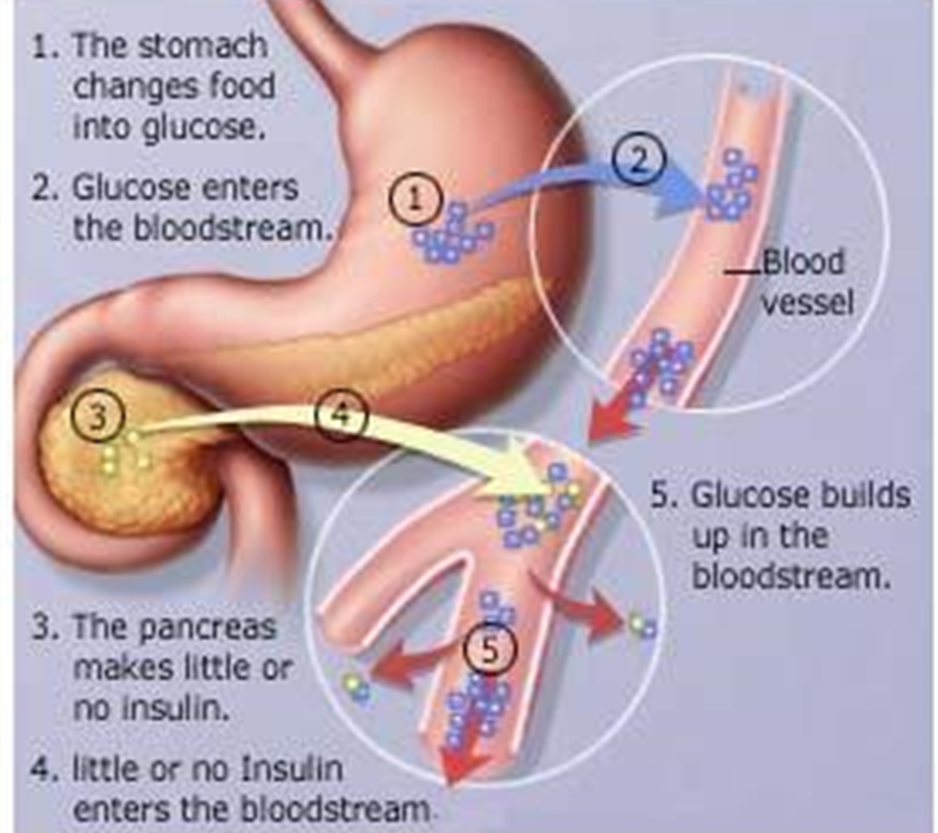 1. The stomach
changes food
into glucose.
2. Glucose enters
the bloodstream.
1
2
Blood
vessel
3
4
5. Glucose builds
up in the
bloodstream.
3. The pancreas
makes little or
no insulin.
5
4. little or no Insulin
enters the bloodstream.